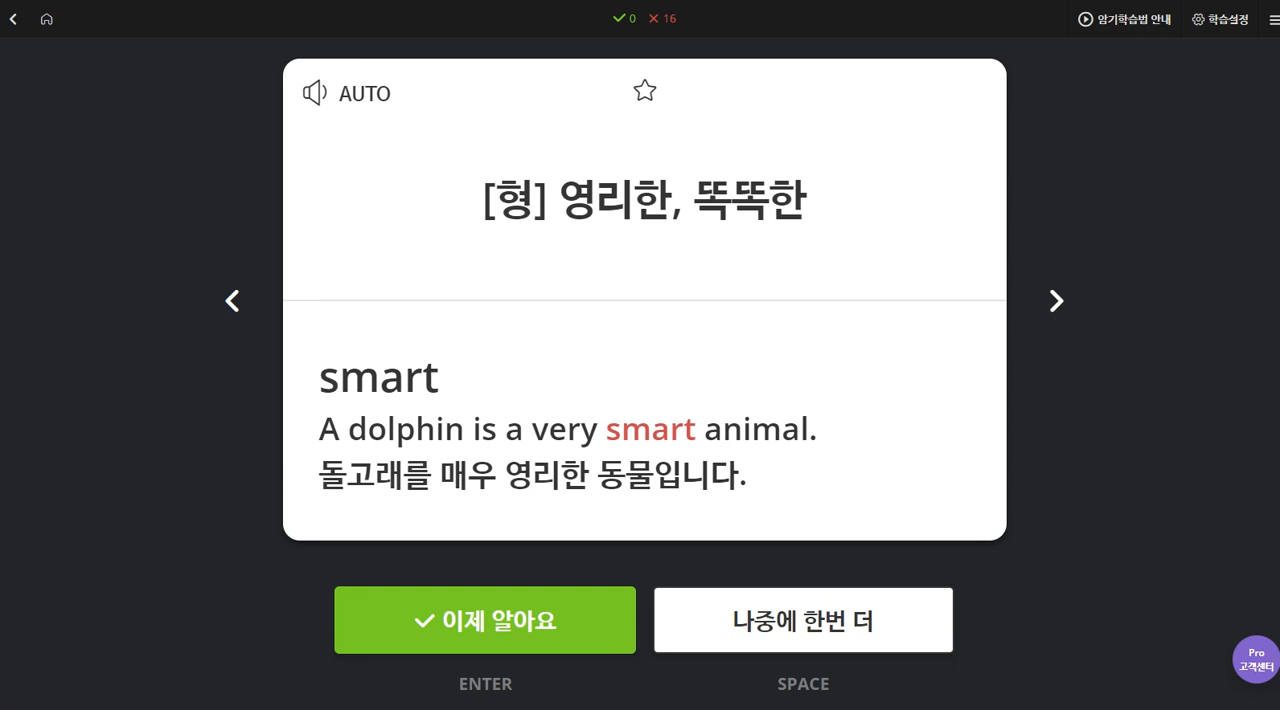 0 16 암기학습법 안내 학습설정
AUTO
[형] 영리한, 똑똑한
smart
A dolphin is a very smart animal.
돌고래를 매우 영리한 동물입니다.
이제 알아요 나중에 한번 더
ENTER SPACE
Pro
고객센터